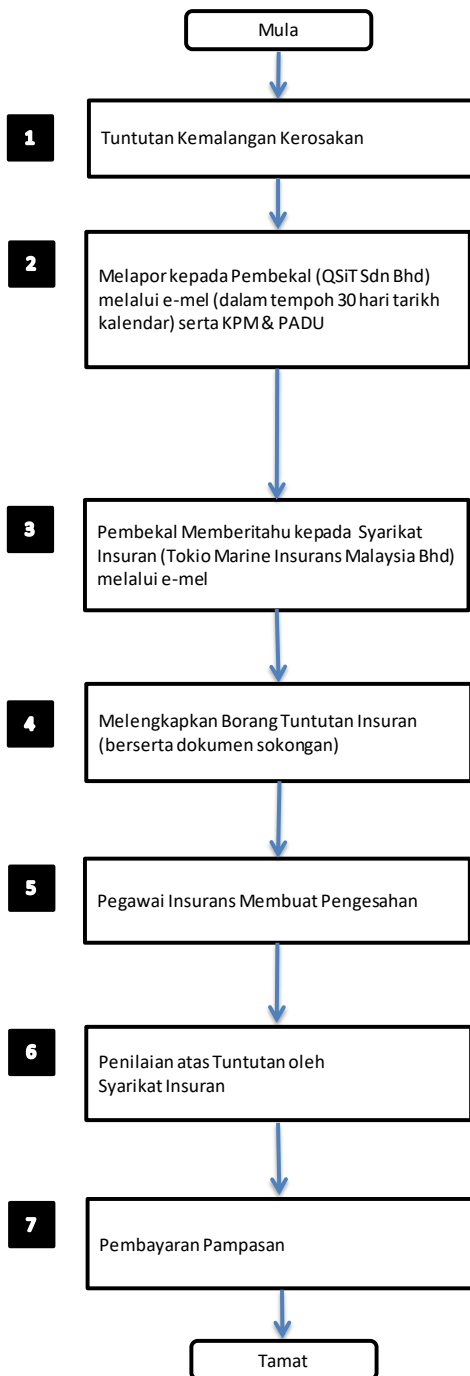 Mula
1
Tuntutan Kemalangan Kerosakan
2
Melapor kepada Pembekal (QSiT Sdn Bhd)
melalui e-mel (dalam tempoh 30 hari tarikh
kalendar) serta KPM & PADU
3
Pembekal Memberitahu kepada Syarikat
Insuran (Tokio Marine Insurans Malaysia Bhd)
melalui e-mel
4
Melengkapkan Borang Tuntutan Insuran
(berserta dokumen sokongan)
5
Pegawai Insurans Membuat Pengesahan
6
Penilaian atas Tuntutan oleh
Syarikat Insuran
7
Pembayaran Pampasan
Tamat